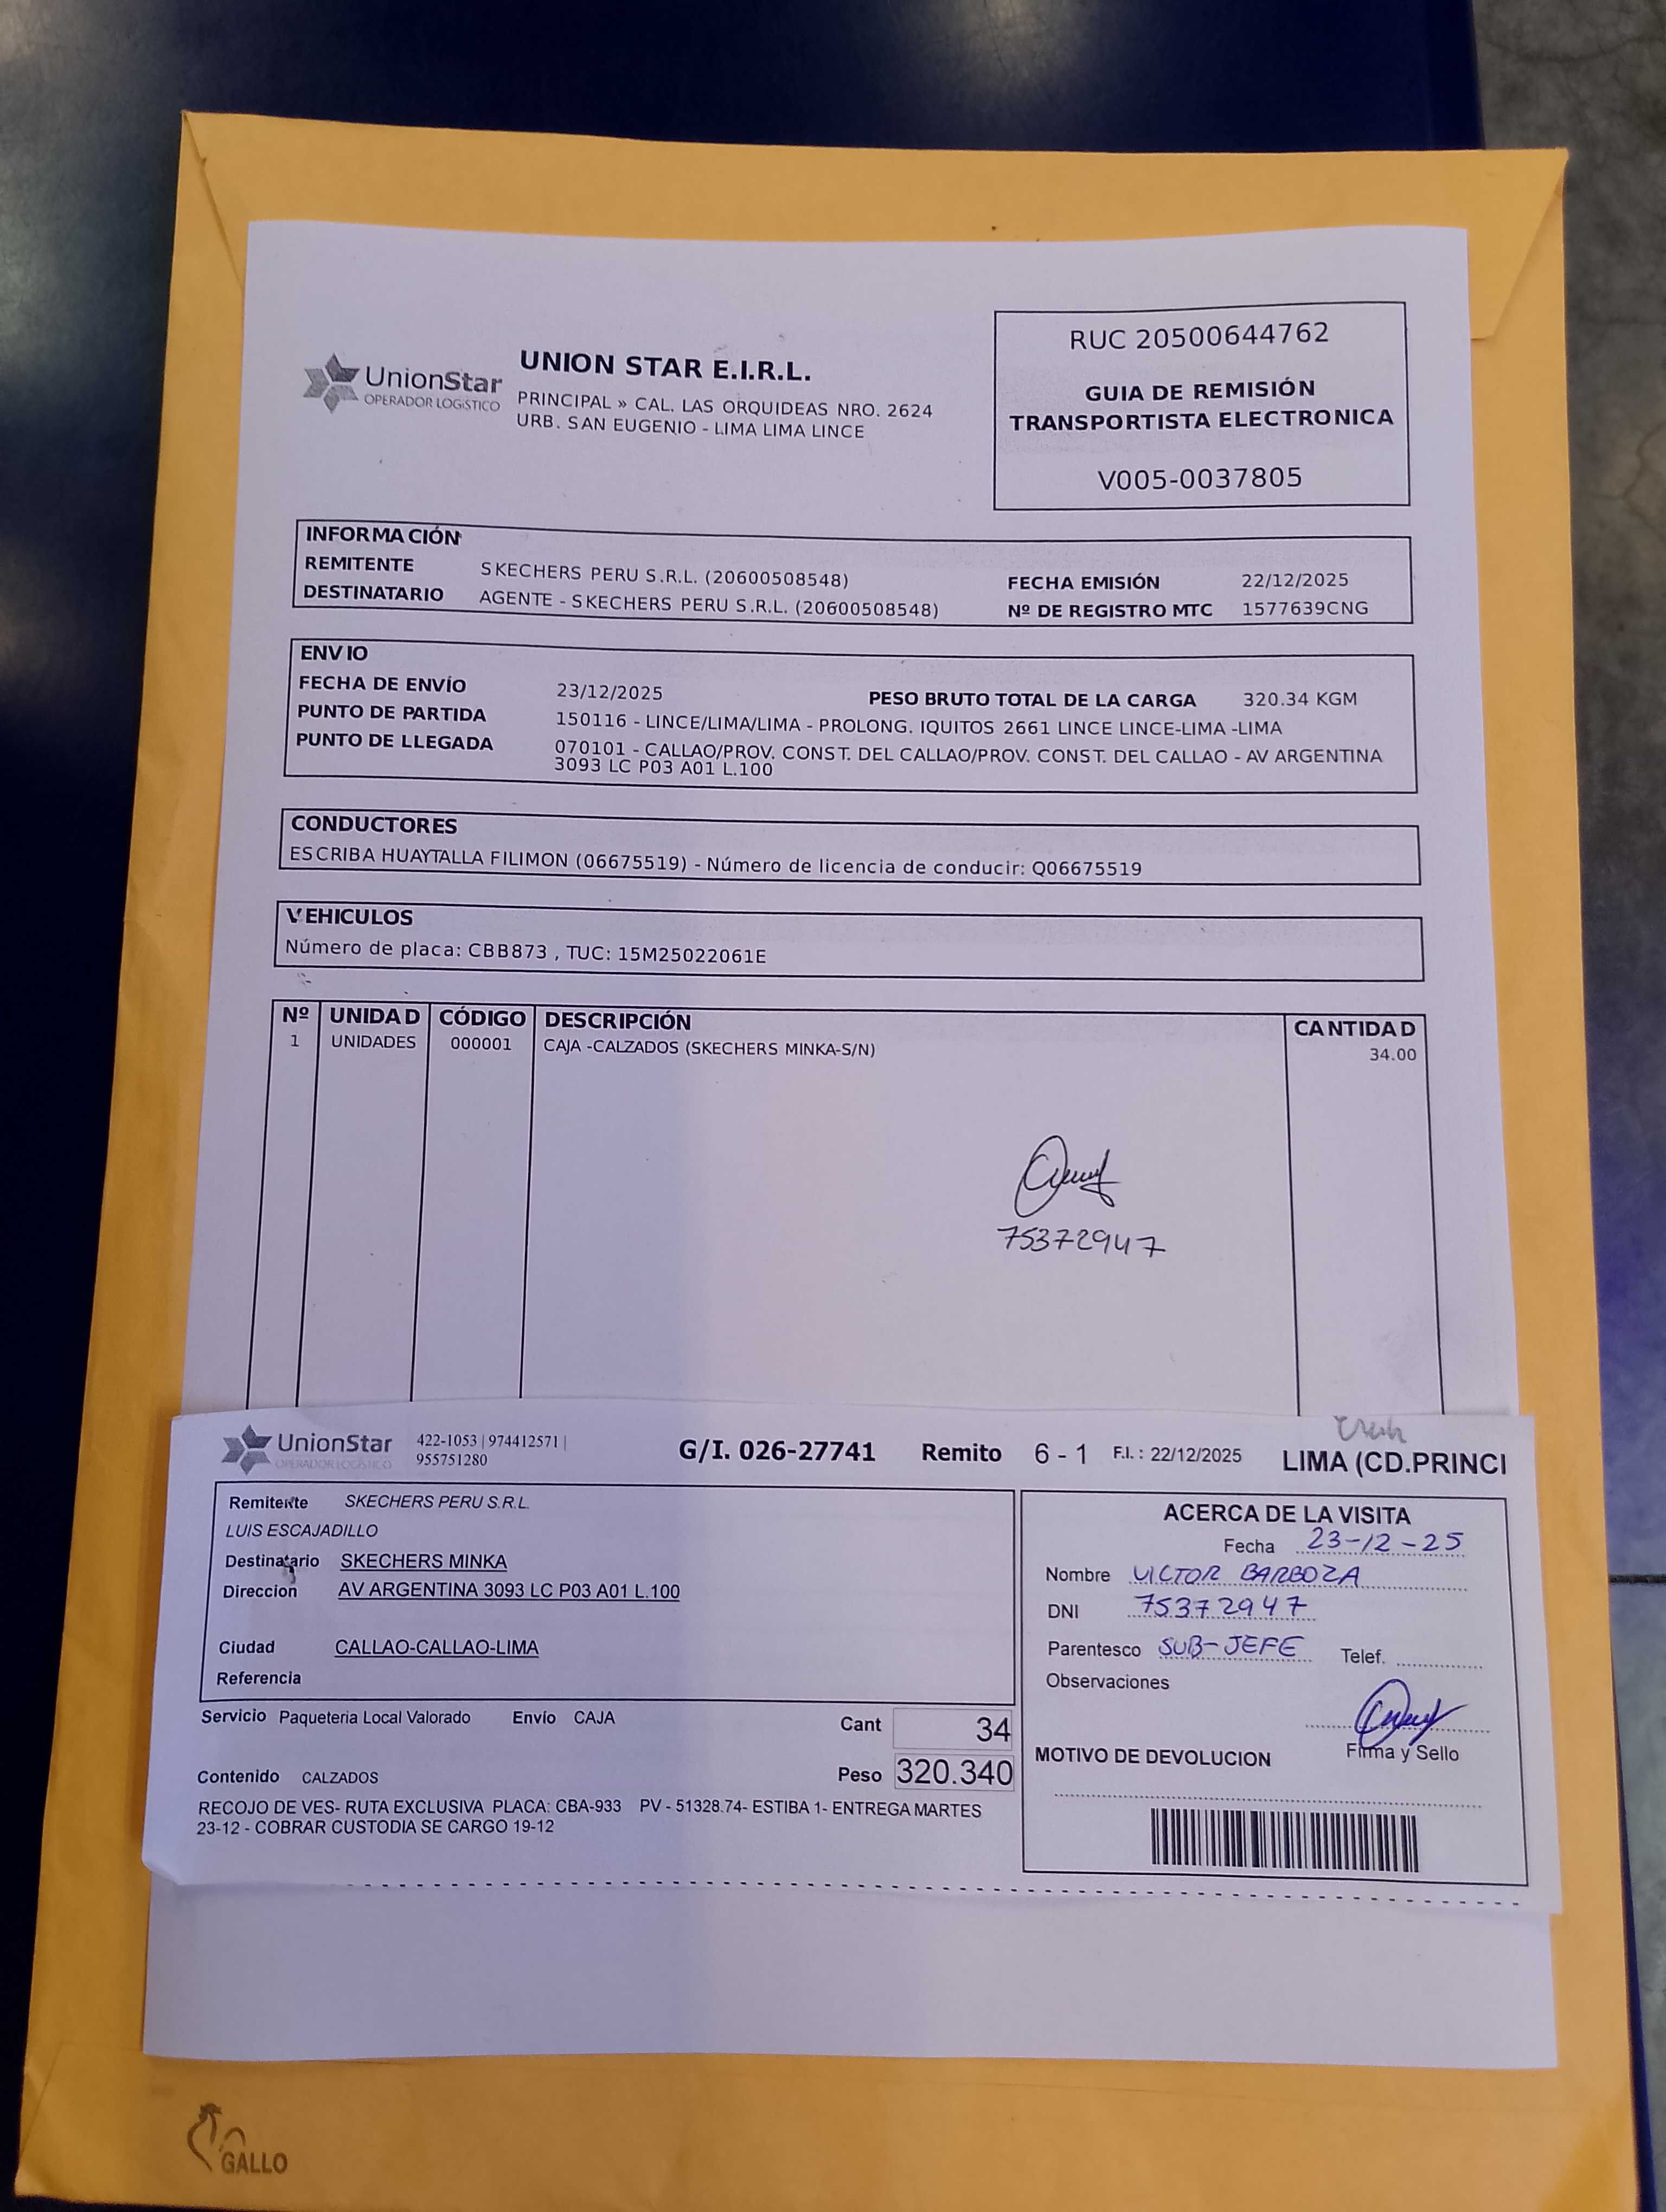 UnionStar
OPERADOR LOGÍSTICO
UNION STAR E.I.R.L.
PRINCIPAL » CAL. LAS ORQUIDEAS NRO. 2624
URB. SAN EUGENIO - LIMA LIMA LINCE
RUC 20500644762
GUIA DE REMISIÓN
TRANSPORTISTA ELECTRONICA
V005-0037805
INFORMACIÓN
REMITENTE SKECHERS PERU S.R.L. (20600508548) FECHA EMISIÓN 22/12/2025
DESTINATARIO AGENTE - SKECHERS PERU S.R.L. (20600508548) Nº DE REGISTRO MTC 1577639CNG
ENVIO
FECHA DE ENVÍO 23/12/2025 PESO BRUTO TOTAL DE LA CARGA 320.34 KGM
PUNTO DE PARTIDA 150116 - LINCE/LIMA/LIMA - PROLONG. IQUITOS 2661 LINCE LINCE-LIMA -LIMA
PUNTO DE LLEGADA 070101 - CALLAO/PROV. CONST. DEL CALLAO/PROV. CONST. DEL CALLAO - AV ARGENTINA
3093 LC P03 A01 L.100
CONDUCTORES
ESCRIBA HUAYTALLA FILIMON (06675519) - Número de licencia de conducir: Q06675519
VEHICULOS
Número de placa: CBB873 , TUC: 15M25022061E
Nº UNIDAD CÓDIGO DESCRIPCIÓN CANTIDAD
1 UNIDADES 000001 CAJA -CALZADOS (SKECHERS MINKA-S/N) 34.00
75372947
UnionStar 422-1053 | 974412571 | G/I. 026-27741 Remito 6 - 1 F.I. : 22/12/2025 LIMA (CD.PRINCI
OPERADOR LOGÍSTICO 955751280
Remitente SKECHERS PERU S.R.L.
LUIS ESCAJADILLO
Destinatario SKECHERS MINKA
Direccion AV ARGENTINA 3093 LC P03 A01 L.100
Ciudad CALLAO-CALLAO-LIMA
Referencia
Servicio Paqueteria Local Valorado Envío CAJA Cant 34
Contenido CALZADOS Peso 320.340
RECOJO DE VES- RUTA EXCLUSIVA PLACA: CBA-933 PV - 51328.74- ESTIBA 1- ENTREGA MARTES
23-12 - COBRAR CUSTODIA SE CARGO 19-12
ACERCA DE LA VISITA
Fecha 23-12-25
Nombre VICTOR BARBOZA
DNI 75372947
Parentesco SUB-JEFE Telef.
Observaciones
Firma y Sello
MOTIVO DE DEVOLUCION
GALLO